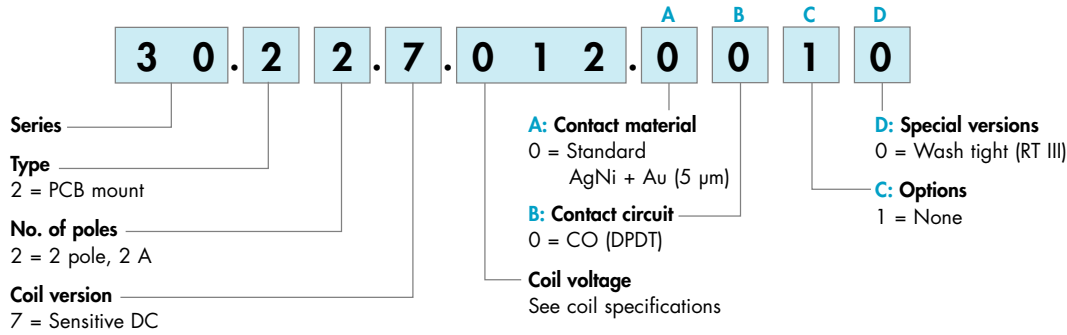 A B C D
3 0 . 2 2 . 7 . 0 1 2 . 0 0 1 0
Series
Type
2 = PCB mount
No. of poles
2 = 2 pole, 2 A
Coil version
7 = Sensitive DC
A: Contact material
0 = Standard
AgNi + Au (5 µm)
B: Contact circuit
0 = CO (DPDT)
Coil voltage
See coil specifications
D: Special versions
0 = Wash tight (RT III)
C: Options
1 = None